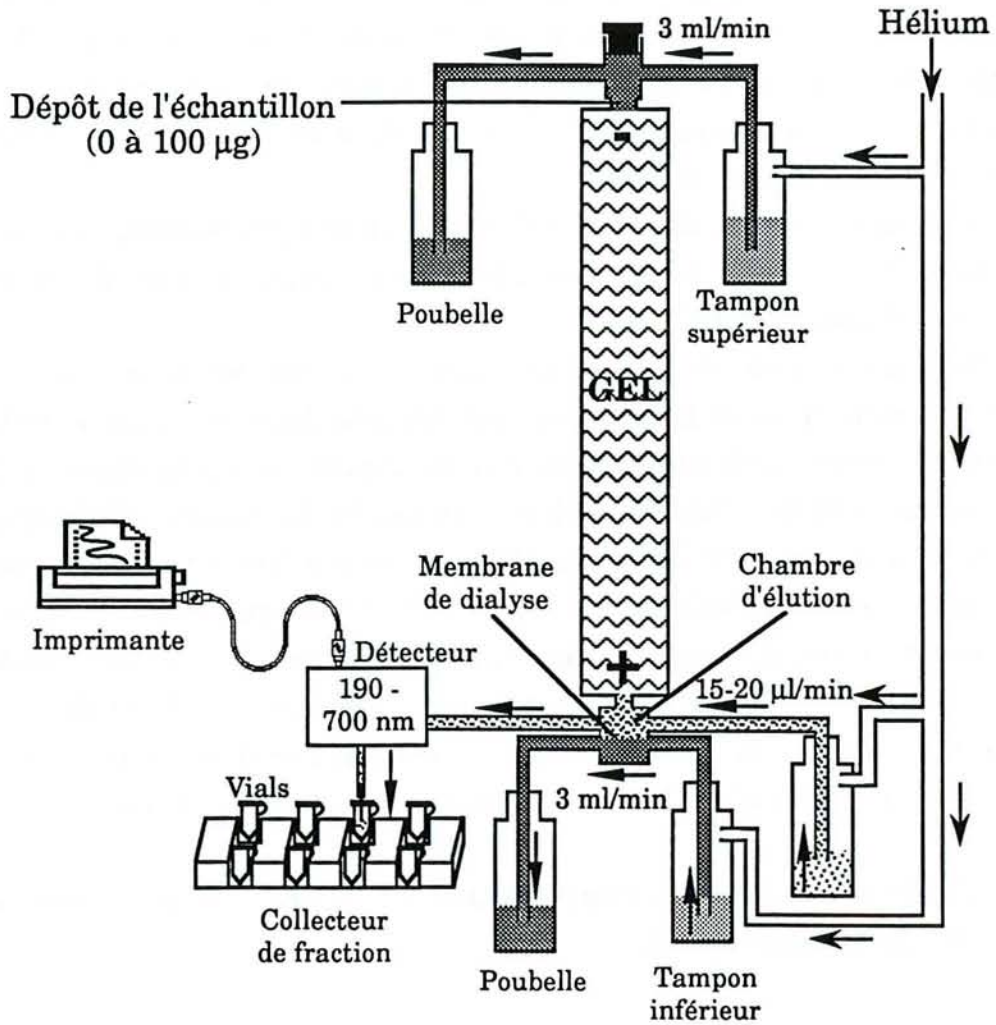 3 ml/min
Hélium
Dépôt de l'échantillon
(0 à 100 µg)
-
Poubelle
Tampon
supérieur
GEL
Membrane
de dialyse
Chambre
d'élution
Imprimante
Détecteur
+
190 -
700 nm
15-20 µl/min
Vials
3 ml/min
Collecteur
de fraction
Poubelle
Tampon
inférieur